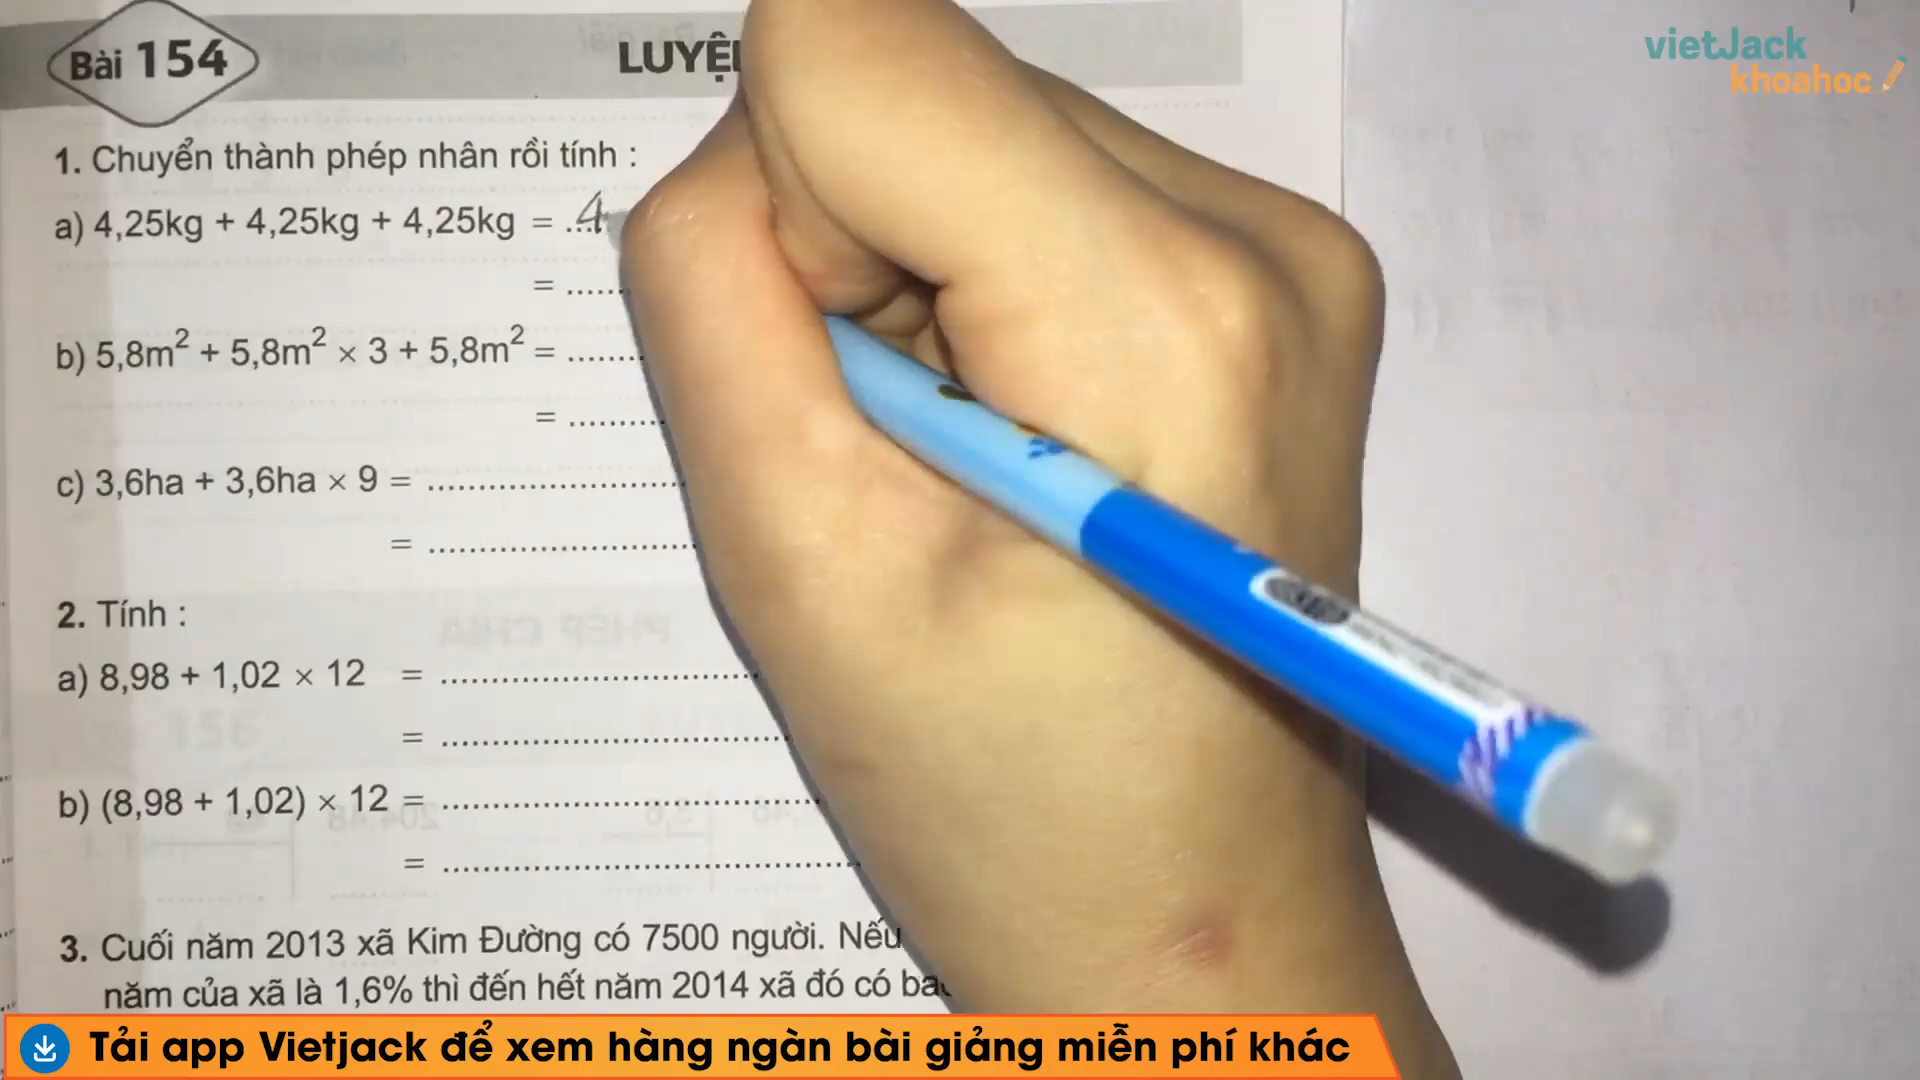 Bài 154
LUYỆ
vietJack
khoahoc
1. Chuyển thành phép nhân rồi tính :
a) 4,25kg + 4,25kg + 4,25kg = ...4
= ......
b) 5,8m² + 5,8m² × 3 + 5,8m² = ........
= .........
c) 3,6ha + 3,6ha × 9 = ........................
= ........................
2. Tính :
a) 8,98 + 1,02 × 12 = ............................
= ..............................
b) (8,98 + 1,02) × 12 = ................................
= ...................................
3. Cuối năm 2013 xã Kim Đường có 7500 người. Nếu
năm của xã là 1,6% thì đến hết năm 2014 xã đó có
Tải app Vietjack để xem hàng ngàn bài giảng miễn phí khác